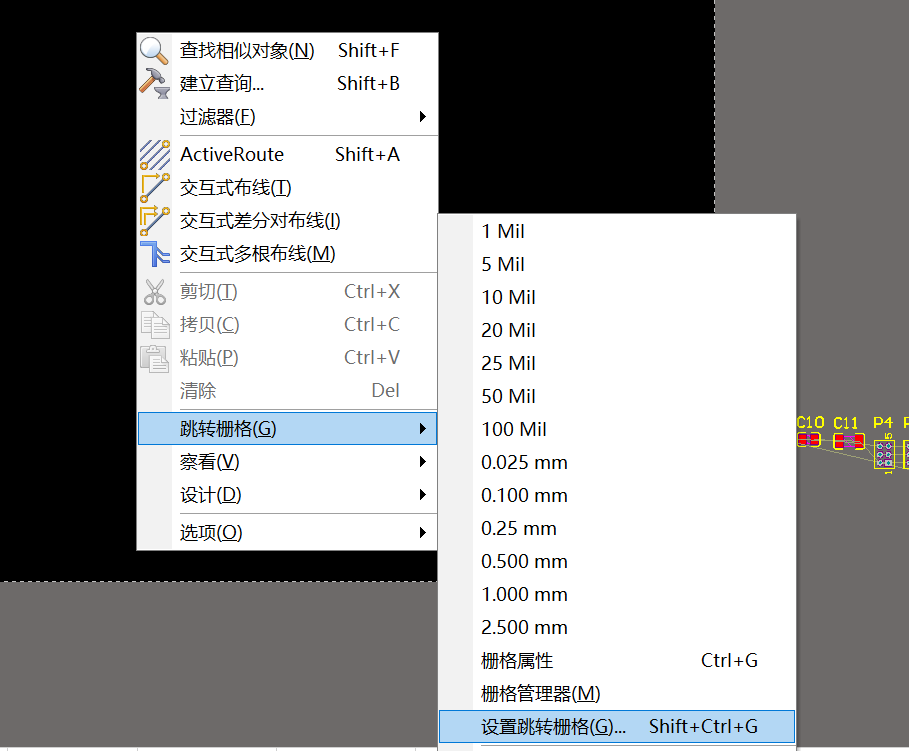 查找相似对象(N) Shift+F
建立查询... Shift+B
过滤器(F)
ActiveRoute Shift+A
交互式布线(T)
交互式差分对布线(I)
交互式多根布线(M)
剪切(T) Ctrl+X
拷贝(C) Ctrl+C
粘贴(P) Ctrl+V
清除 Del
跳转栅格(G)
察看(V)
设计(D)
选项(O)
1 Mil
5 Mil
10 Mil
20 Mil
25 Mil
50 Mil
100 Mil
0.025 mm
0.100 mm
0.25 mm
0.500 mm
1.000 mm
2.500 mm
栅格属性 Ctrl+G
栅格管理器(M)
设置跳转栅格(G)... Shift+Ctrl+G
C10 C11 P4